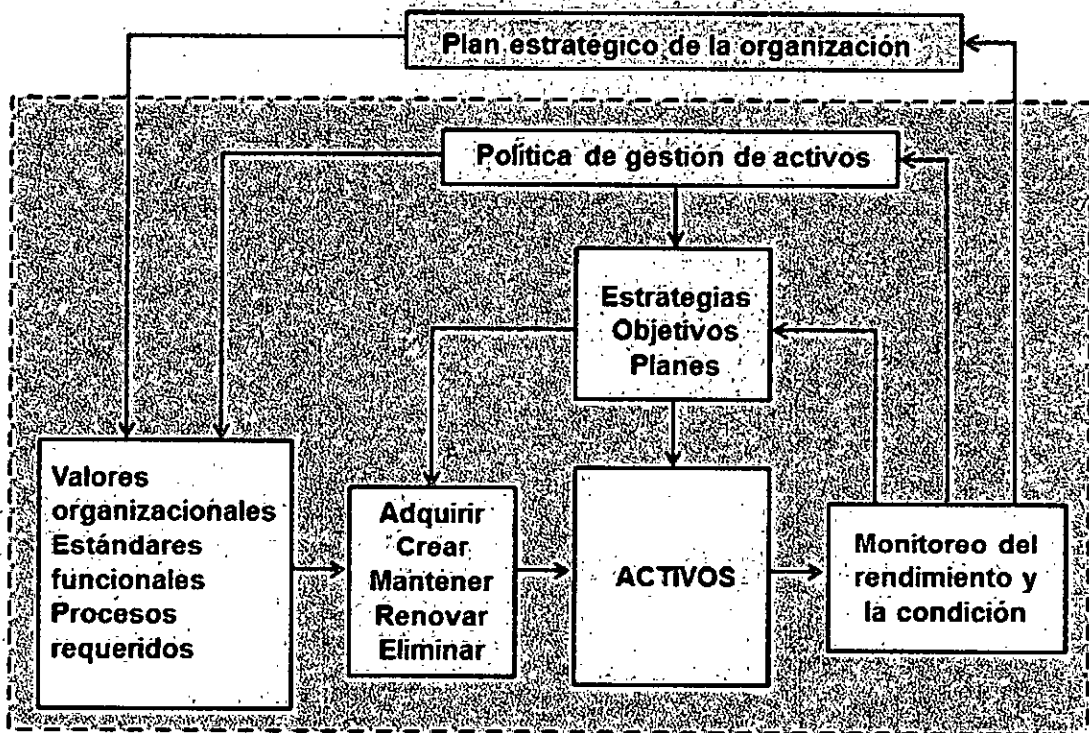 Plan estratégico de la organización
Política de gestión de activos
Estrategias
Objetivos
Planes
Valores
organizacionales
Estándares
funcionales
Procesos
requeridos
Adquirir
Crear
Mantener
Renovar
Eliminar
ACTIVOS
Monitoreo del
rendimiento y
la condición